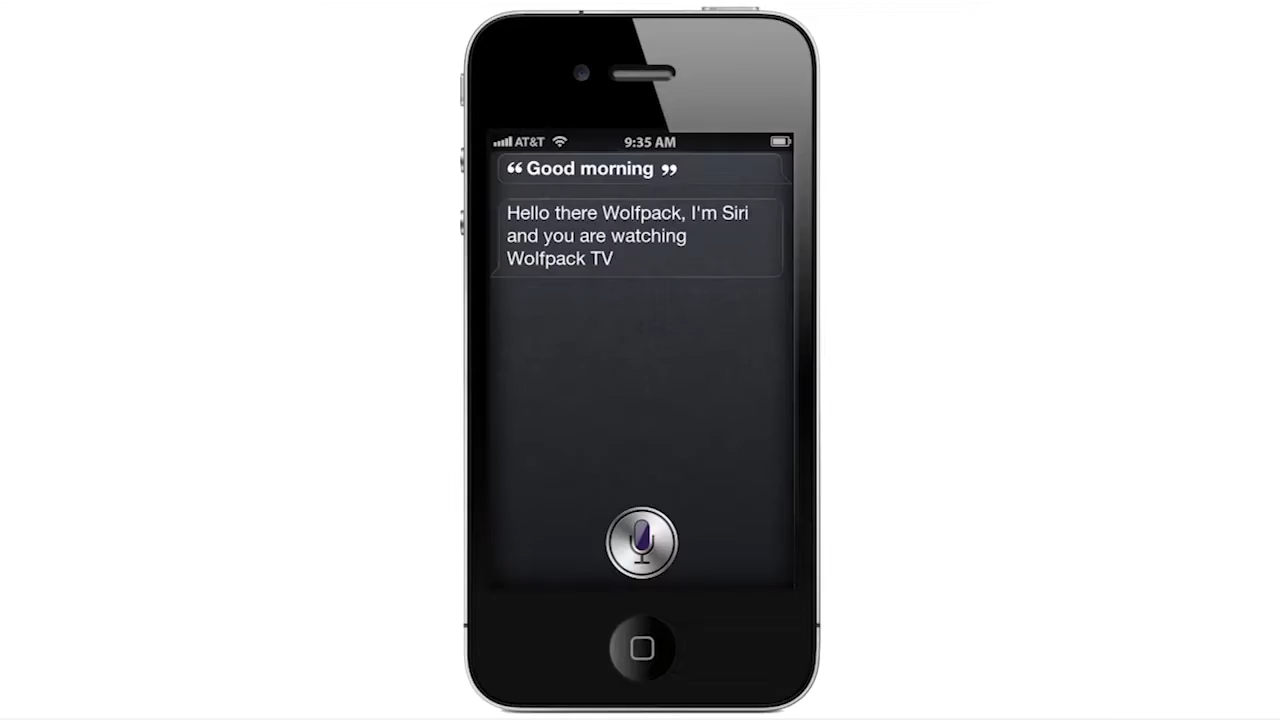 AT&T 9:35 AM
“ Good morning ”
Hello there Wolfpack, I'm Siri
and you are watching
Wolfpack TV